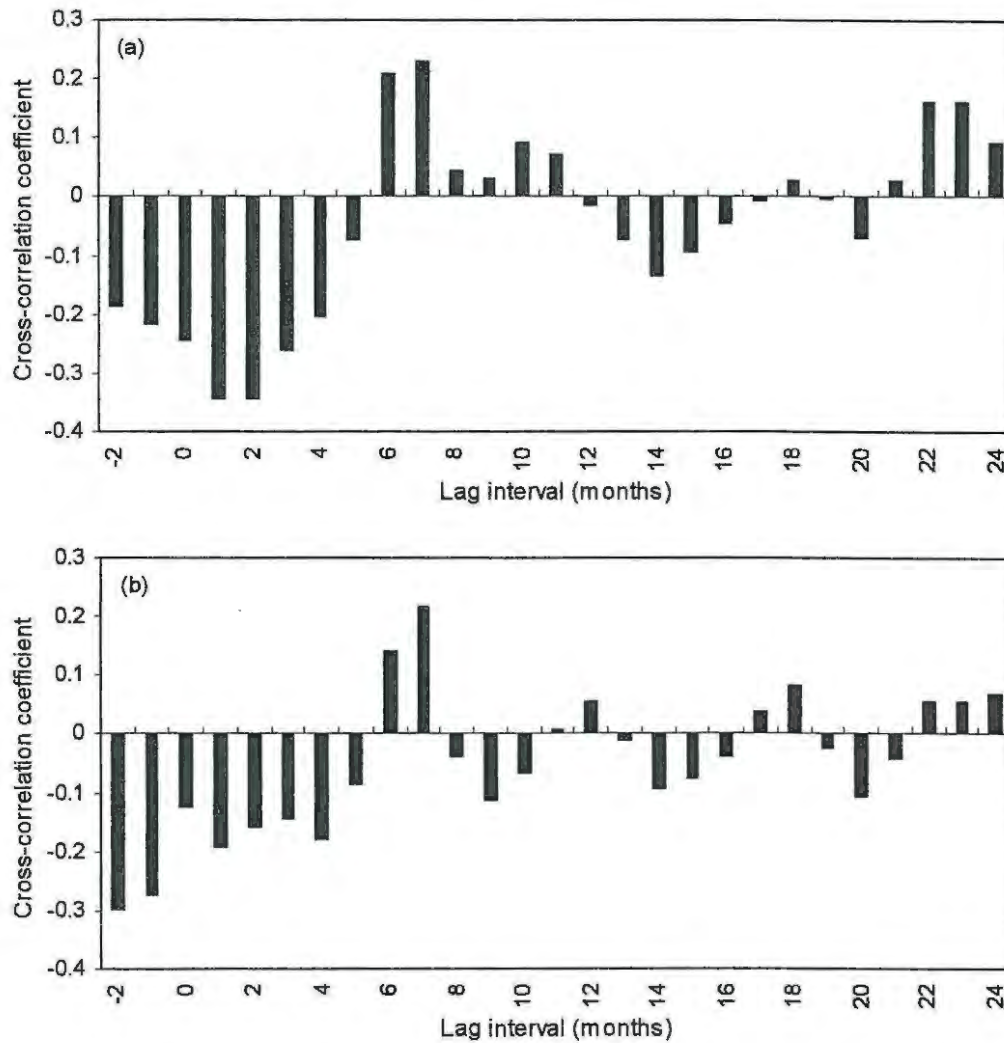 (a)
Cross-correlation coefficient
0.3
0.2
0.1
0
-0.1
-0.2
-0.3
-0.4
-2 0 2 4 6 8 10 12 14 16 18 20 22 24
Lag interval (months)
(b)
Cross-correlation coefficient
0.3
0.2
0.1
0
-0.1
-0.2
-0.3
-0.4
-2 0 2 4 6 8 10 12 14 16 18 20 22 24
Lag interval (months)